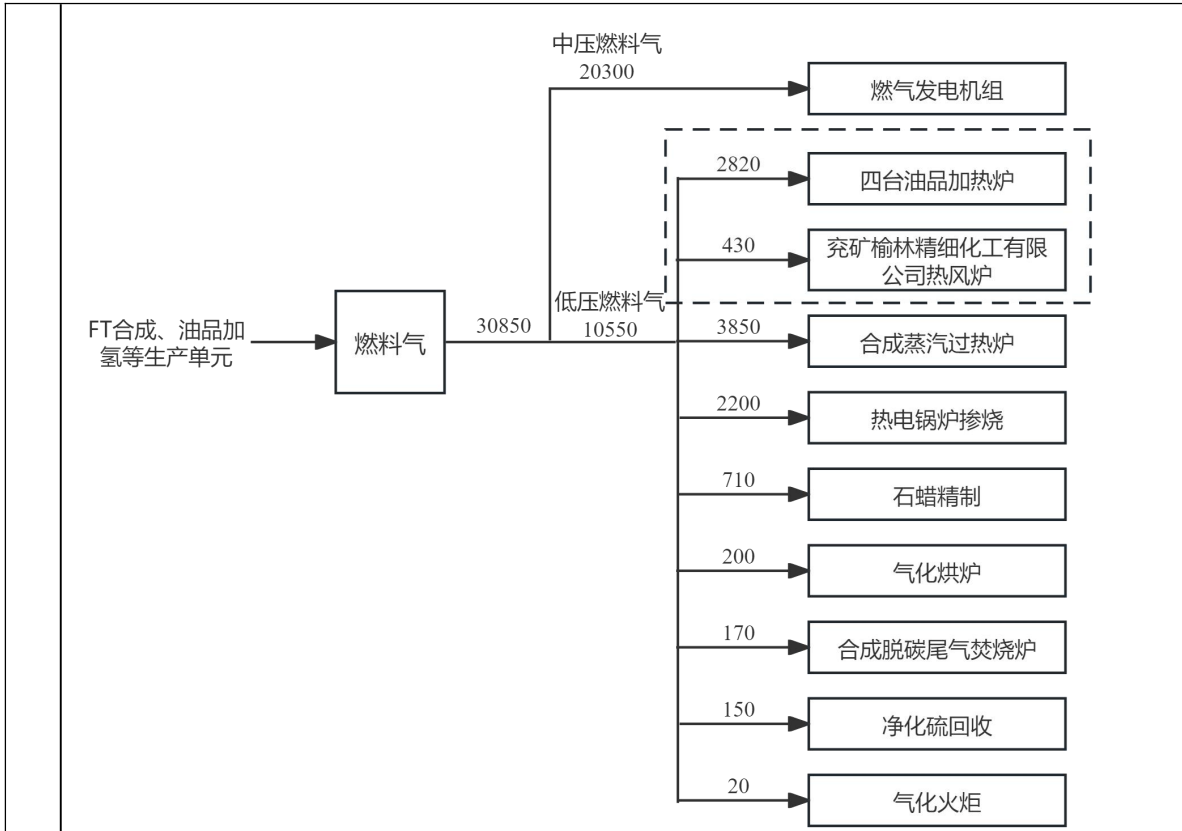 中压燃料气
20300
燃气发电机组
2820
四台油品加热炉
430
兖矿榆林精细化工有限
公司热风炉
低压燃料气
FT合成、油品加
氢等生产单元
燃料气
30850
10550
3850
合成蒸汽过热炉
2200
热电锅炉掺烧
710
石蜡精制
200
气化烘炉
170
合成脱碳尾气焚烧炉
150
净化硫回收
20
气化火炬